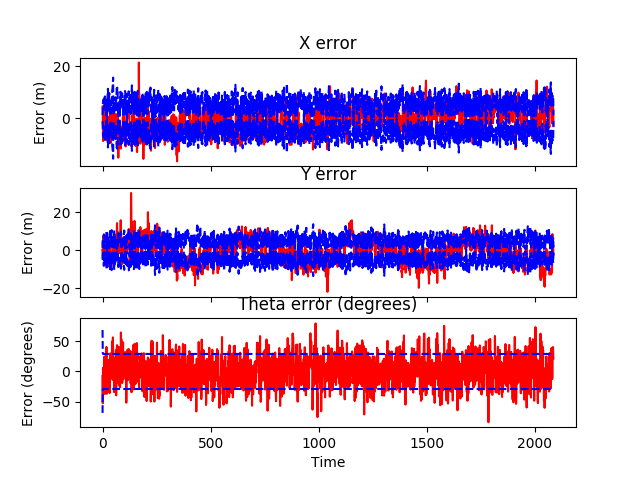 X error
20
0
Error (m)
Y error
20
0
−20
Error (m)
Theta error (degrees)
50
0
−50
Error (degrees)
0 500 1000 1500 2000
Time